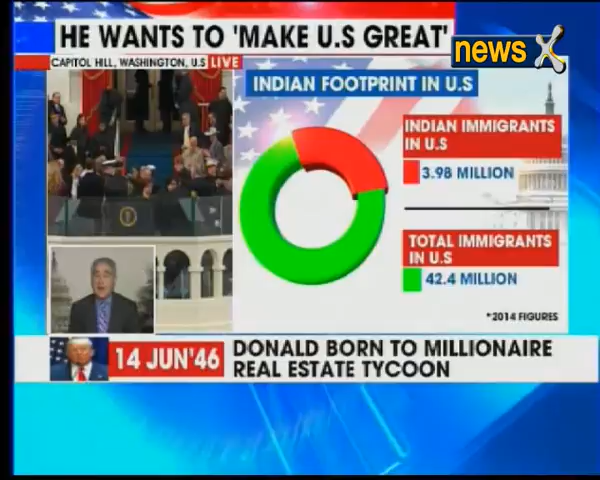 HE WANTS TO 'MAKE U.S GREAT'
news X
CAPITOL HILL, WASHINGTON, U.S LIVE
INDIAN FOOTPRINT IN U.S
INDIAN IMMIGRANTS
IN U.S
3.98 MILLION
TOTAL IMMIGRANTS
IN U.S
42.4 MILLION
*2014 FIGURES
14 JUN'46
DONALD BORN TO MILLIONAIRE
REAL ESTATE TYCOON